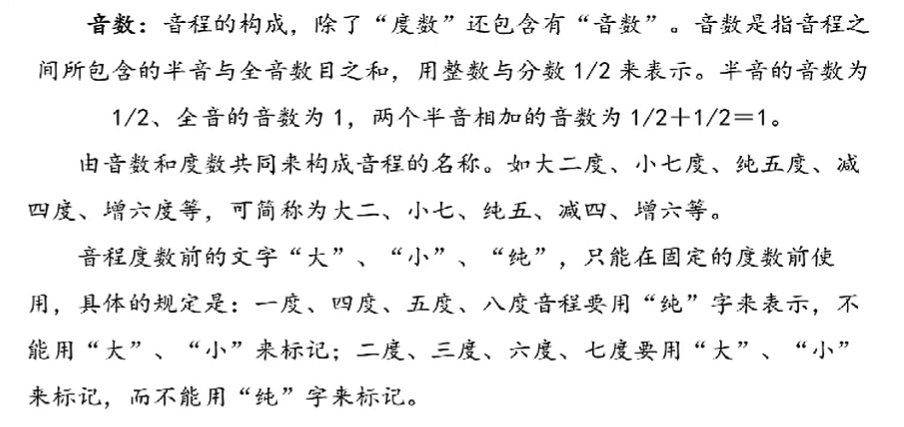 音数：音程的构成，除了“度数”还包含有“音数”。音数是指音程之
间所包含的半音与全音数目之和，用整数与分数 1/2 来表示。半音的音数为
1/2、全音的音数为 1，两个半音相加的音数为 1/2＋1/2＝1。
由音数和度数共同来构成音程的名称。如大二度、小七度、纯五度、减
四度、增六度等，可简称为大二、小七、纯五、减四、增六等。
音程度数前的文字“大”、“小”、“纯”，只能在固定的度数前使
用，具体的规定是：一度、四度、五度、八度音程要用“纯”字来表示，不
能用“大”、“小”来标记；二度、三度、六度、七度要用“大”、“小”
来标记，而不能用“纯”字来标记。